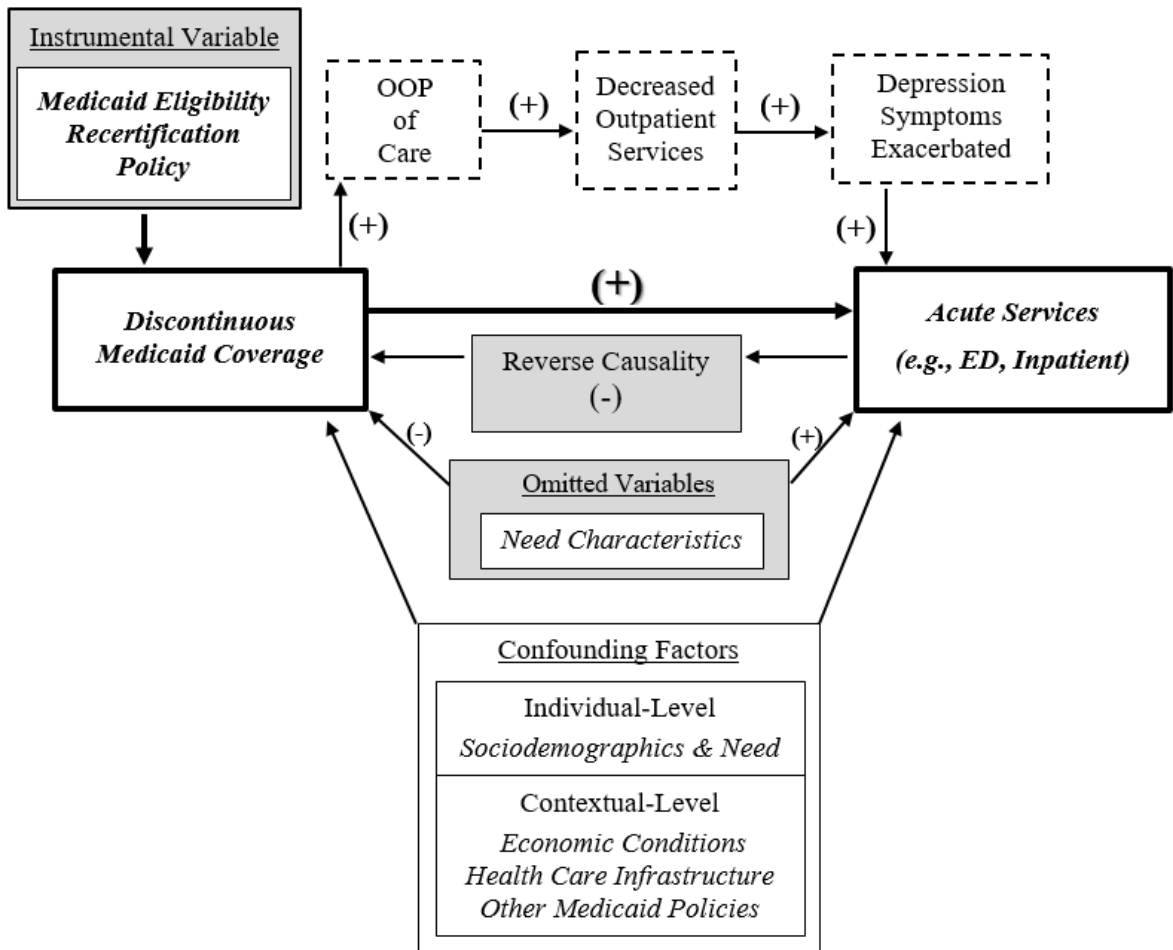 Instrumental Variable
Medicaid Eligibility
Recertification
Policy
OOP
of
Care
(+)
Decreased
Outpatient
Services
(+)
Depression
Symptoms
Exacerbated
(+)
(+)
Discontinuous
Medicaid Coverage
(+)
Acute Services
(e.g., ED, Inpatient)
Reverse Causality
(-)
(-)
(+)
Omitted Variables
Need Characteristics
Confounding Factors
Individual-Level
Sociodemographics & Need
Contextual-Level
Economic Conditions
Health Care Infrastructure
Other Medicaid Policies